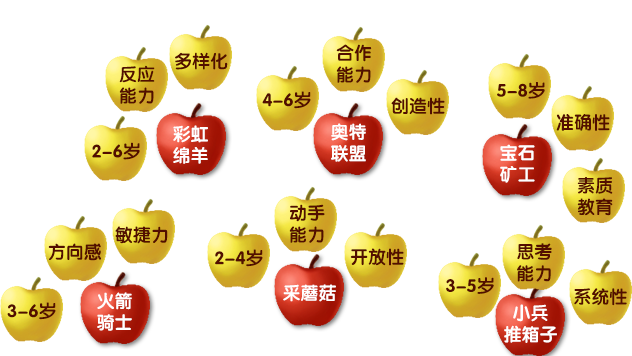 多样化
反应
能力
2-6岁
彩虹
绵羊
合作
能力
4-6岁
创造性
奥特
联盟
5-8岁
准确性
宝石
矿工
素质
教育
敏捷力
方向感
3-6岁
火箭
骑士
动手
能力
2-4岁
开放性
采蘑菇
思考
能力
3-5岁
系统性
小兵
推箱子